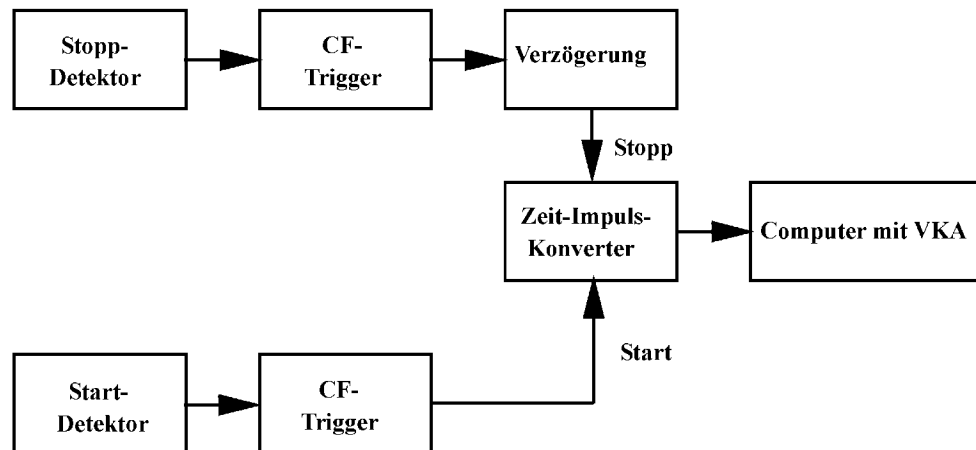 Stopp-
Detektor
CF-
Trigger
Verzögerung
Stopp
Zeit-Impuls-
Konverter
Computer mit VKA
Start
Start-
Detektor
CF-
Trigger